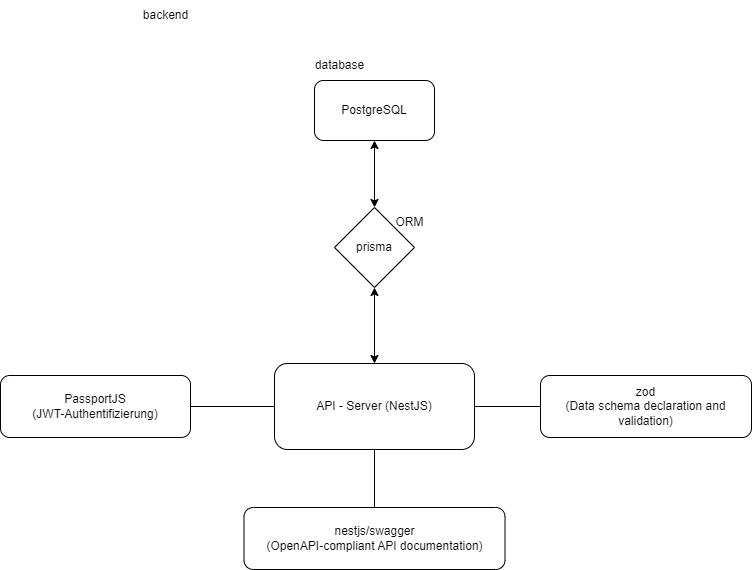 backend
database
PostgreSQL
ORM
prisma
PassportJS
(JWT-Authentifizierung)
API - Server (NestJS)
zod
(Data schema declaration and
validation)
nestjs/swagger
(OpenAPI-compliant API documentation)